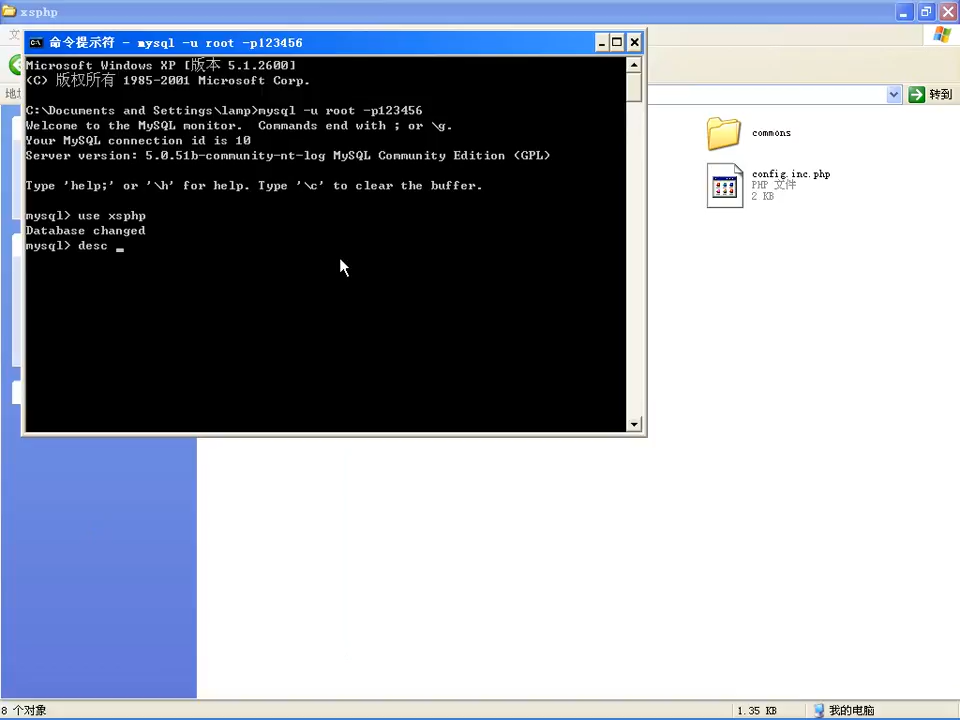 xsphp
命令提示符 - mysql -u root -p123456
Microsoft Windows XP [版本 5.1.2600]
(C) 版权所有 1985-2001 Microsoft Corp.
C:\Documents and Settings\lamp>mysql -u root -p123456
Welcome to the MySQL monitor.  Commands end with ; or \g.
Your MySQL connection id is 10
Server version: 5.0.51b-community-nt-log MySQL Community Edition (GPL)
Type 'help;' or '\h' for help. Type '\c' to clear the buffer.
mysql> use xsphp
Database changed
mysql> desc _
转到
commons
config.inc.php
PHP 文件
2 KB
8 个对象
1.35 KB
我的电脑